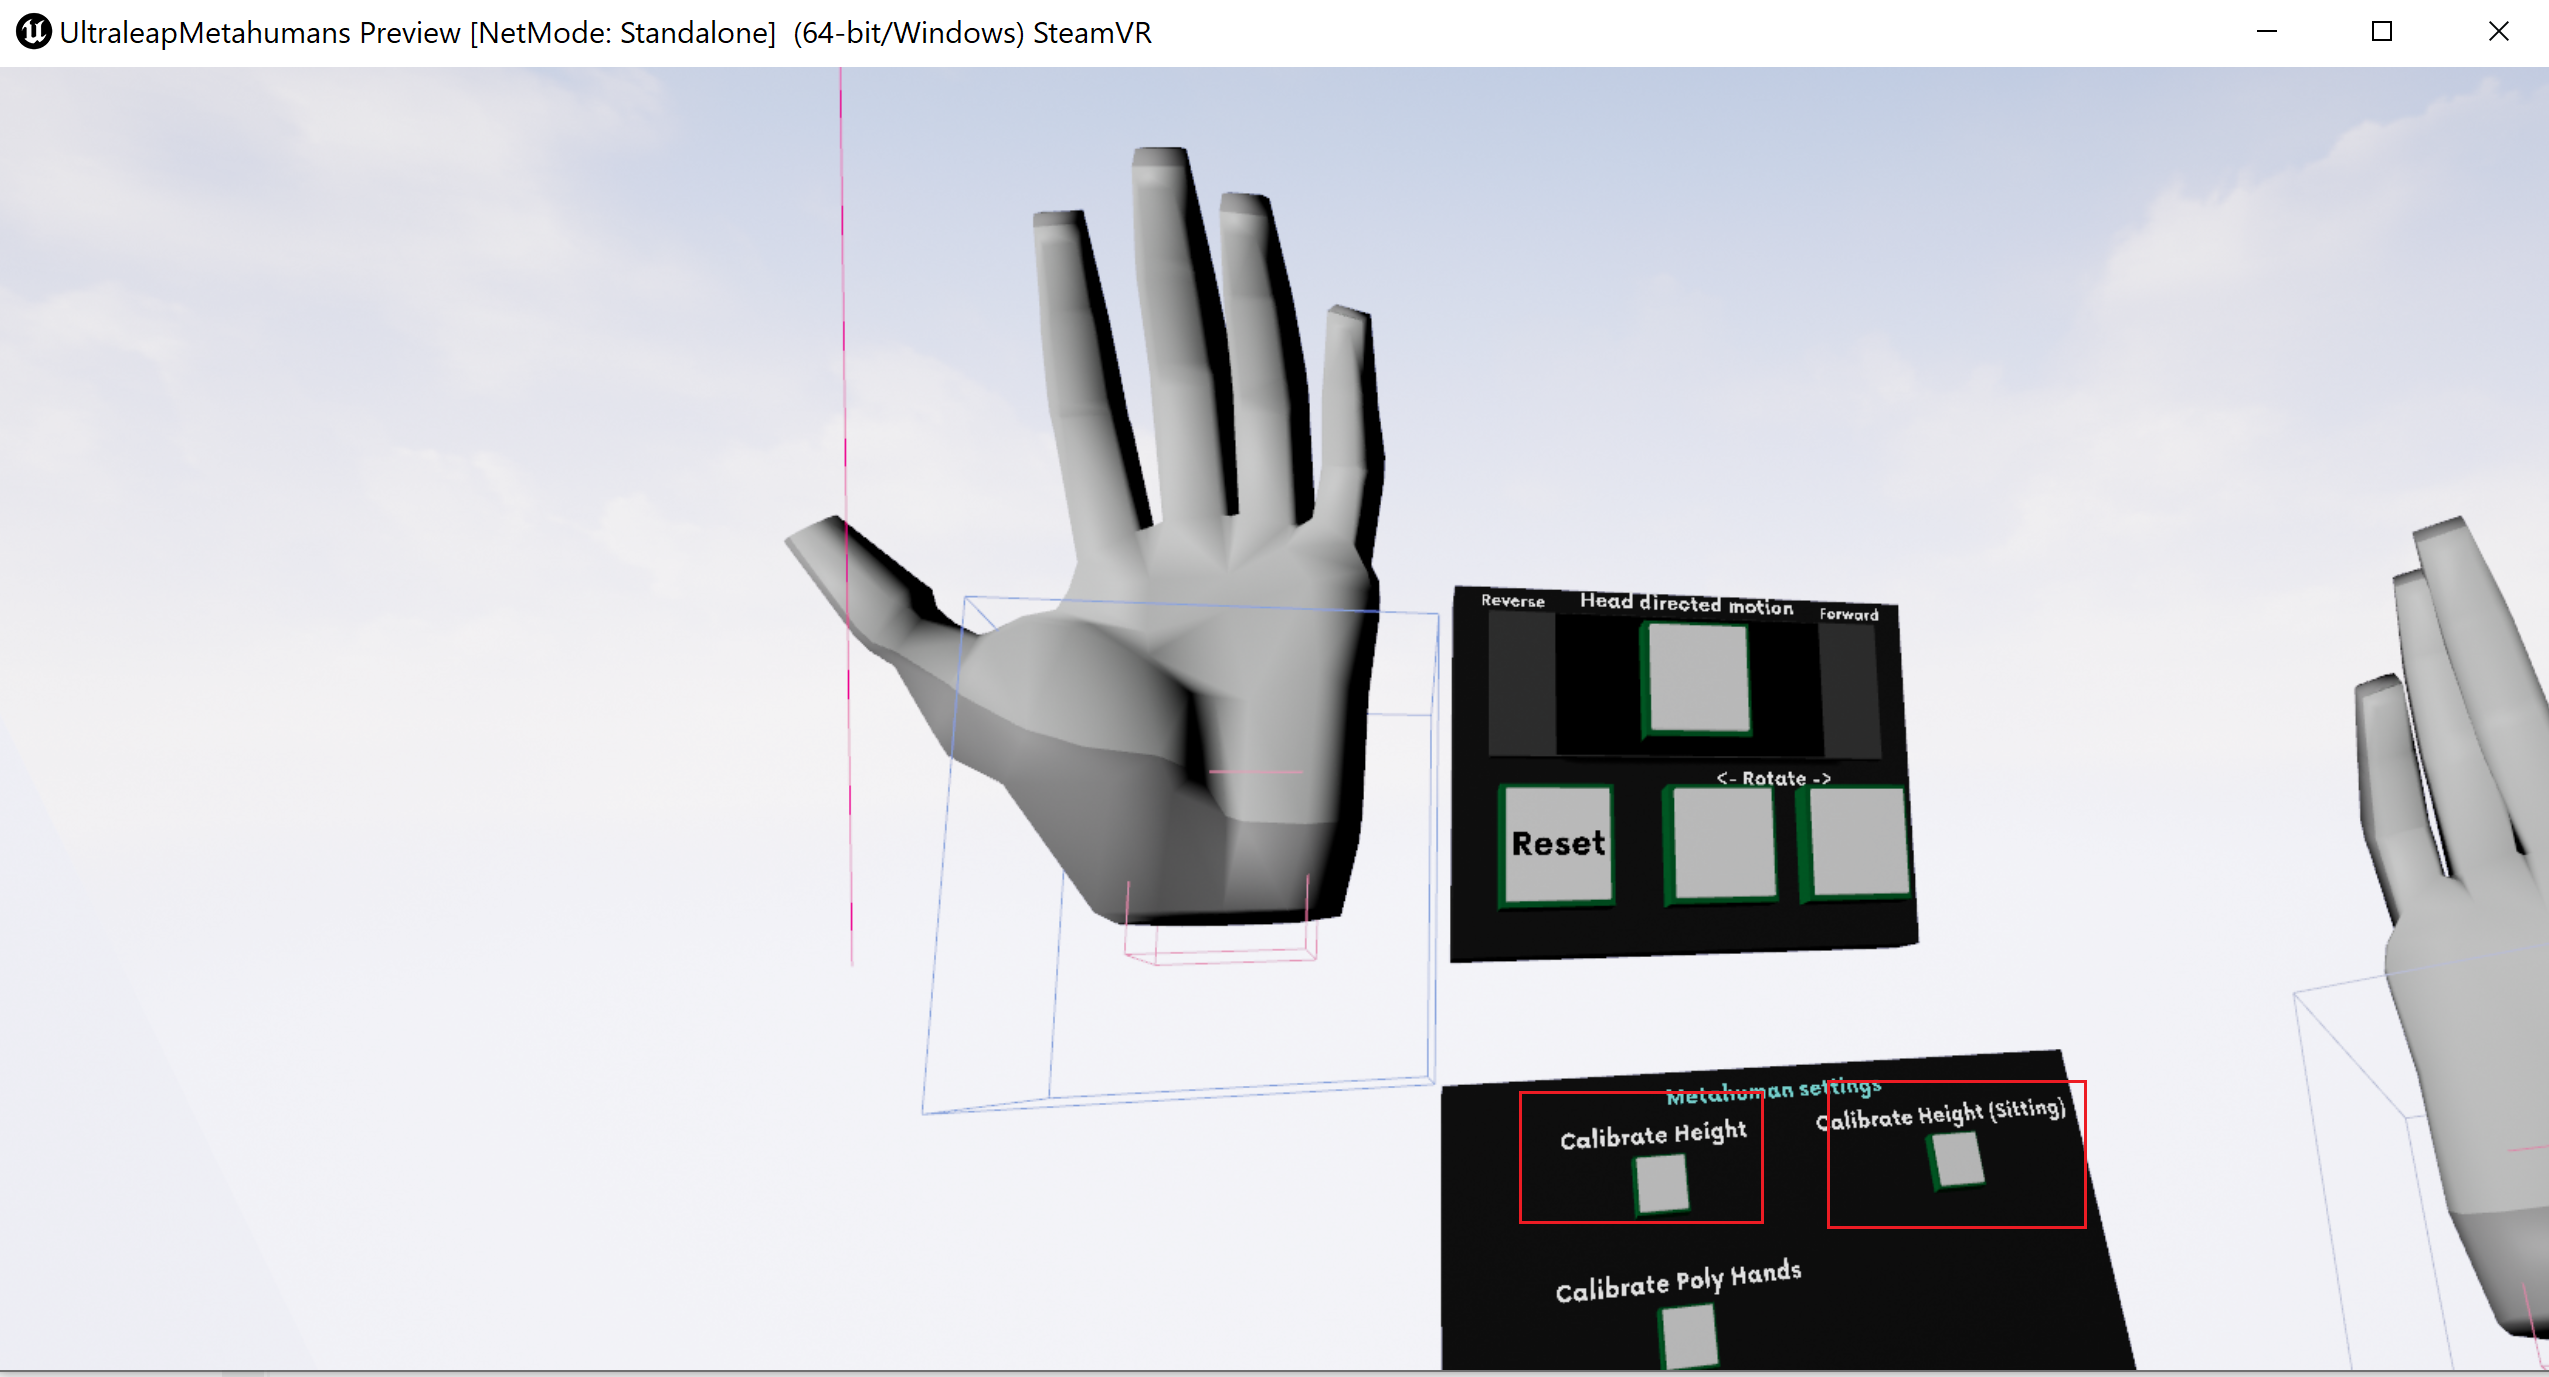 UltraleapMetahumans Preview [NetMode: Standalone]  (64-bit/Windows) SteamVR
Reverse
Head directed motion
Forward
<- Rotate ->
Reset
Metahuman settings
Calibrate Height
Calibrate Height (Sitting)
Calibrate Poly Hands